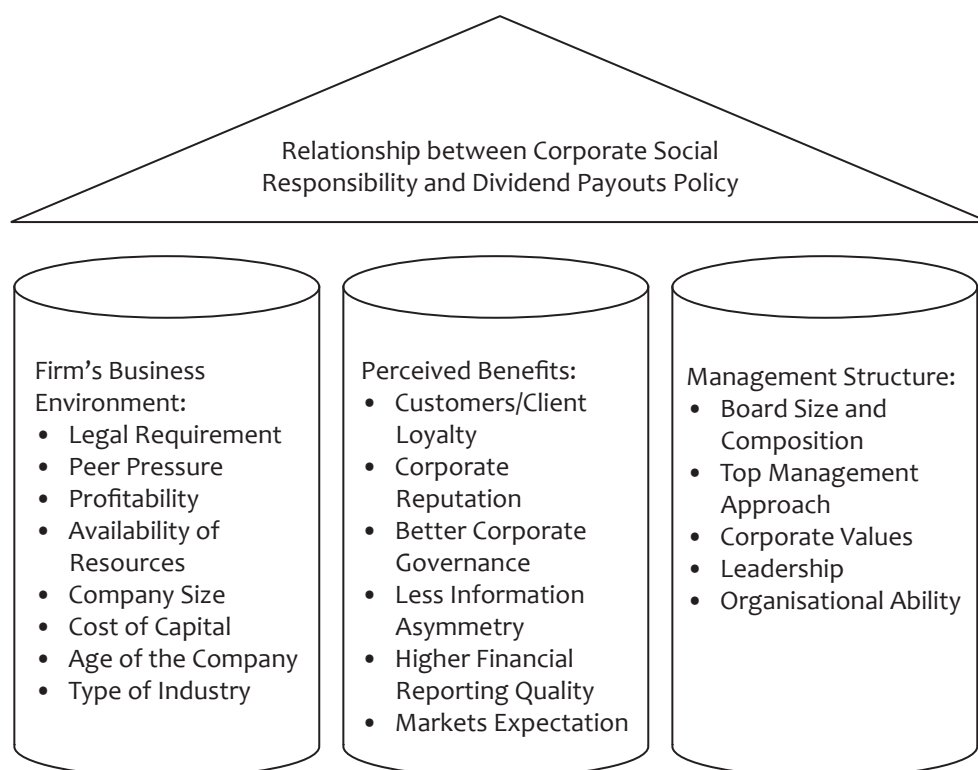 Relationship between Corporate Social
Responsibility and Dividend Payouts Policy
Firm’s Business
Environment:
• Legal Requirement
• Peer Pressure
• Profitability
• Availability of
Resources
• Company Size
• Cost of Capital
• Age of the Company
• Type of Industry
Perceived Benefits:
• Customers/Client
Loyalty
• Corporate
Reputation
• Better Corporate
Governance
• Less Information
Asymmetry
• Higher Financial
Reporting Quality
• Markets Expectation
Management Structure:
• Board Size and
Composition
• Top Management
Approach
• Corporate Values
• Leadership
• Organisational Ability